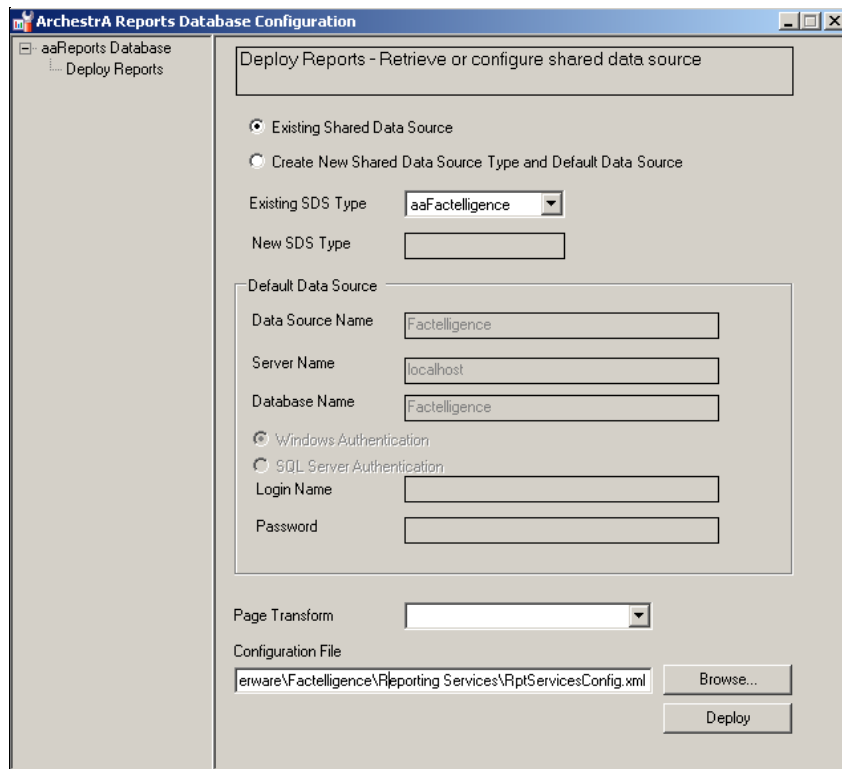 ArchestrA Reports Database Configuration
aaReports Database
Deploy Reports
Deploy Reports - Retrieve or configure shared data source
Existing Shared Data Source
Create New Shared Data Source Type and Default Data Source
Existing SDS Type aaFactelligence
New SDS Type
Default Data Source
Data Source Name Factelligence
Server Name localhost
Database Name Factelligence
Windows Authentication
SQL Server Authentication
Login Name
Password
Page Transform
Configuration File
erware\Factelligence\Reporting Services\RptServicesConfig.xml Browse...
Deploy